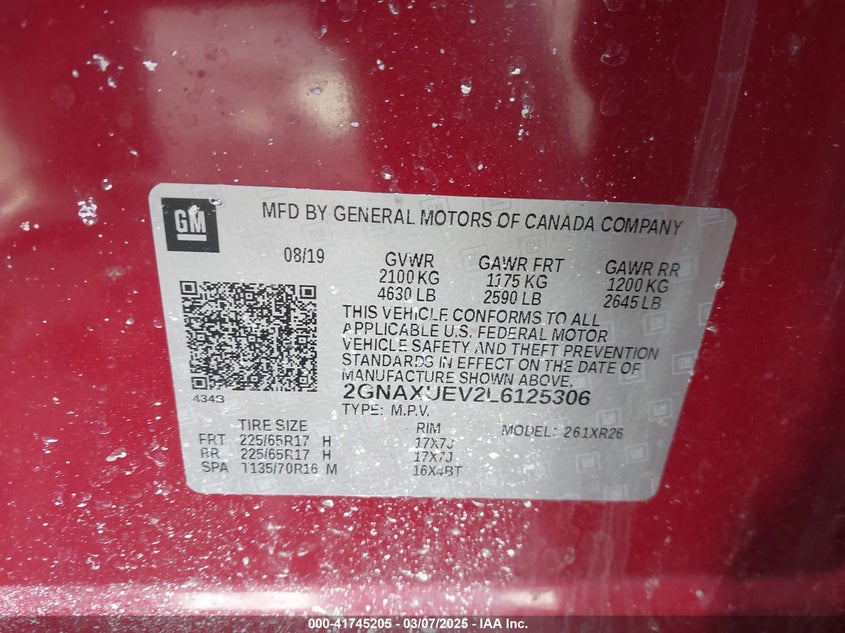 GM
MFD BY GENERAL MOTORS OF CANADA COMPANY
08/19 GVWR GAWR FRT GAWR RR
2100 KG 1175 KG 1200 KG
4630 LB 2590 LB 2645 LB
THIS VEHICLE CONFORMS TO ALL
APPLICABLE U.S. FEDERAL MOTOR
VEHICLE SAFETY AND THEFT PREVENTION
STANDARDS IN EFFECT ON THE DATE OF
MANUFACTURE SHOWN ABOVE.
4343 2GNAXUEV2L6125306
TYPE: M.P.V.
TIRE SIZE RIM MODEL: 261XR26
FRT 225/65R17 H 17X7J
RR 225/65R17 H 17X7J
SPA T135/70R16 M 16X4BT
000-41745205 - 03/07/2025 - IAA Inc.